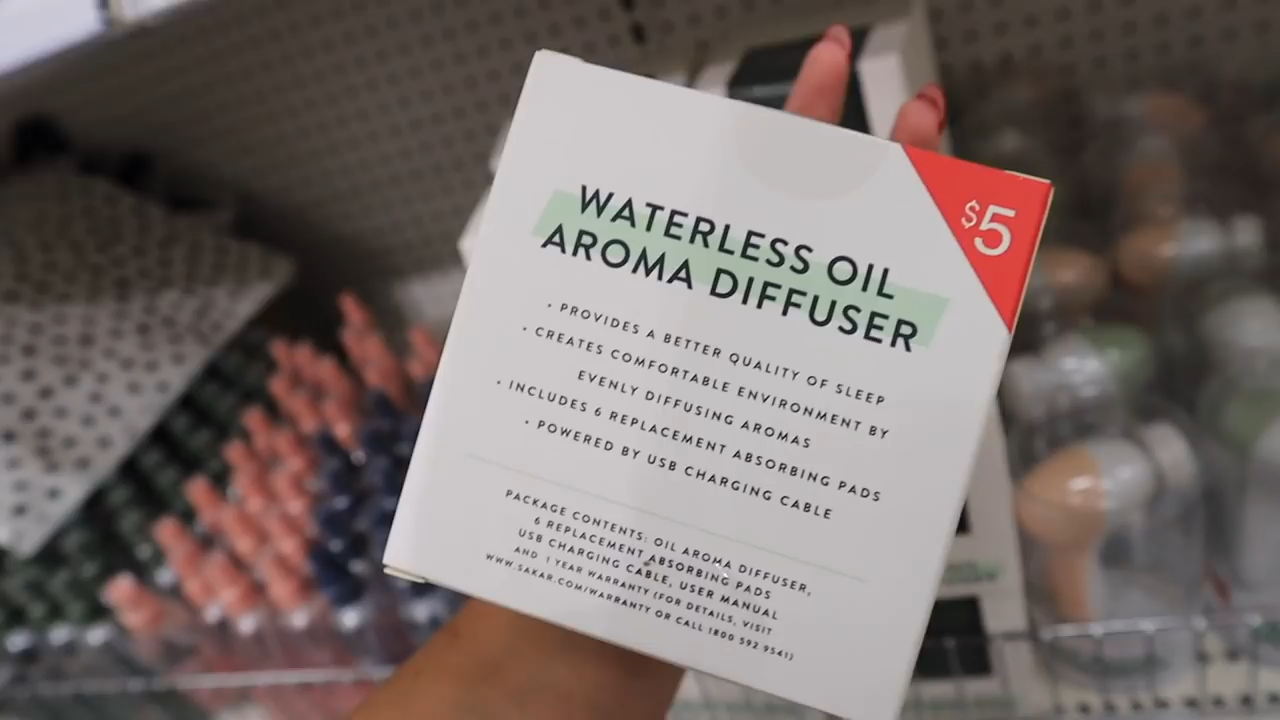 $5
WATERLESS OIL
AROMA DIFFUSER
• PROVIDES A BETTER QUALITY OF SLEEP
• CREATES COMFORTABLE ENVIRONMENT BY
EVENLY DIFFUSING AROMAS
• INCLUDES 6 REPLACEMENT ABSORBING PADS
• POWERED BY USB CHARGING CABLE
PACKAGE CONTENTS: OIL AROMA DIFFUSER,
6 REPLACEMENT ABSORBING PADS
USB CHARGING CABLE, USER MANUAL
AND 1 YEAR WARRANTY (FOR DETAILS, VISIT
WWW.SAKAR.COM/WARRANTY OR CALL 1800 592 9541)